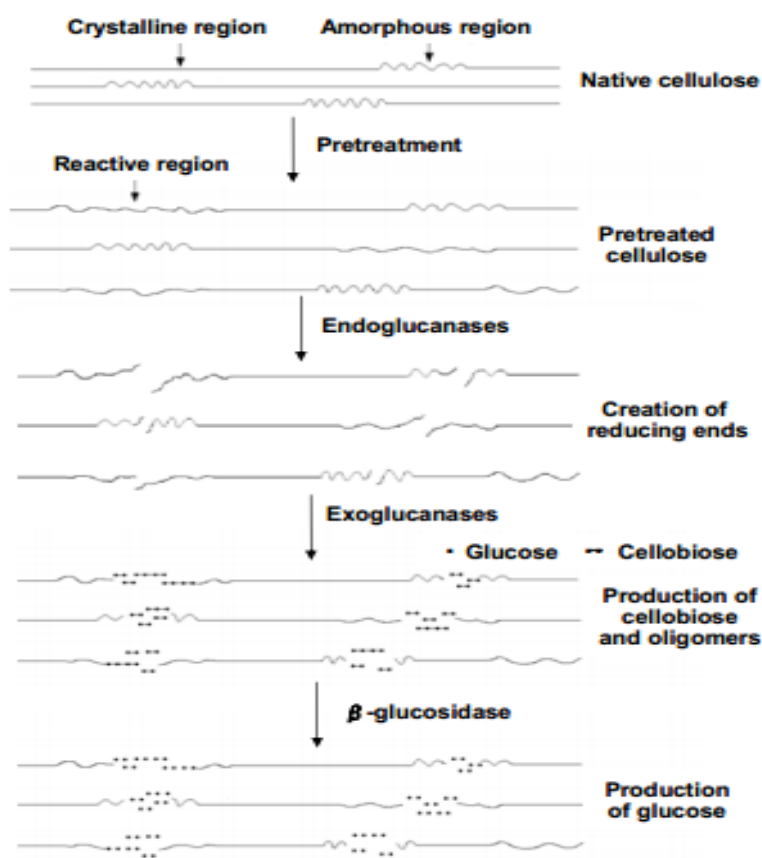 Crystalline region
Amorphous region
Native cellulose
Pretreatment
Reactive region
Pretreated
cellulose
Endoglucanases
Creation of
reducing ends
Exoglucanases
Glucose
Cellobiose
Production of
cellobiose
and oligomers
β-glucosidase
Production
of glucose